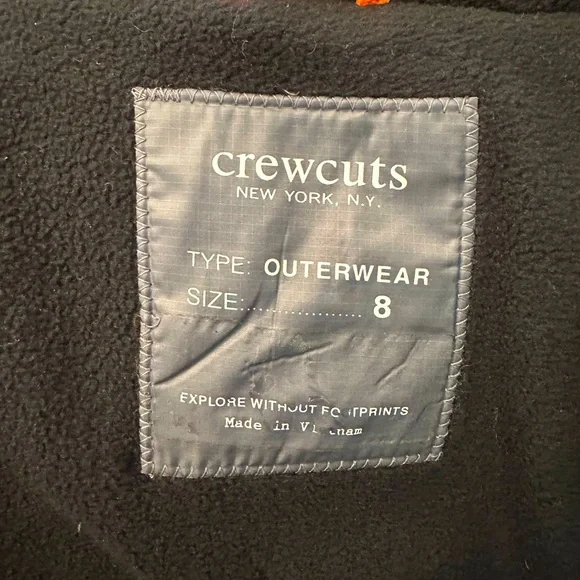 crewcuts
NEW YORK, N.Y.
TYPE: OUTERWEAR
SIZE:.................. 8
EXPLORE WITHOUT FOOTPRINTS
Made in Vietnam